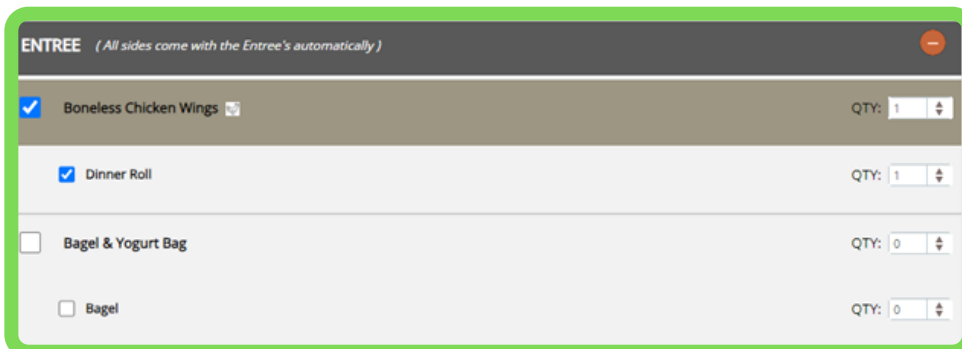 ENTREE ( All sides come with the Entree's automatically )
Boneless Chicken Wings QTY: 1
Dinner Roll QTY: 1
Bagel & Yogurt Bag QTY: 0
Bagel QTY: 0